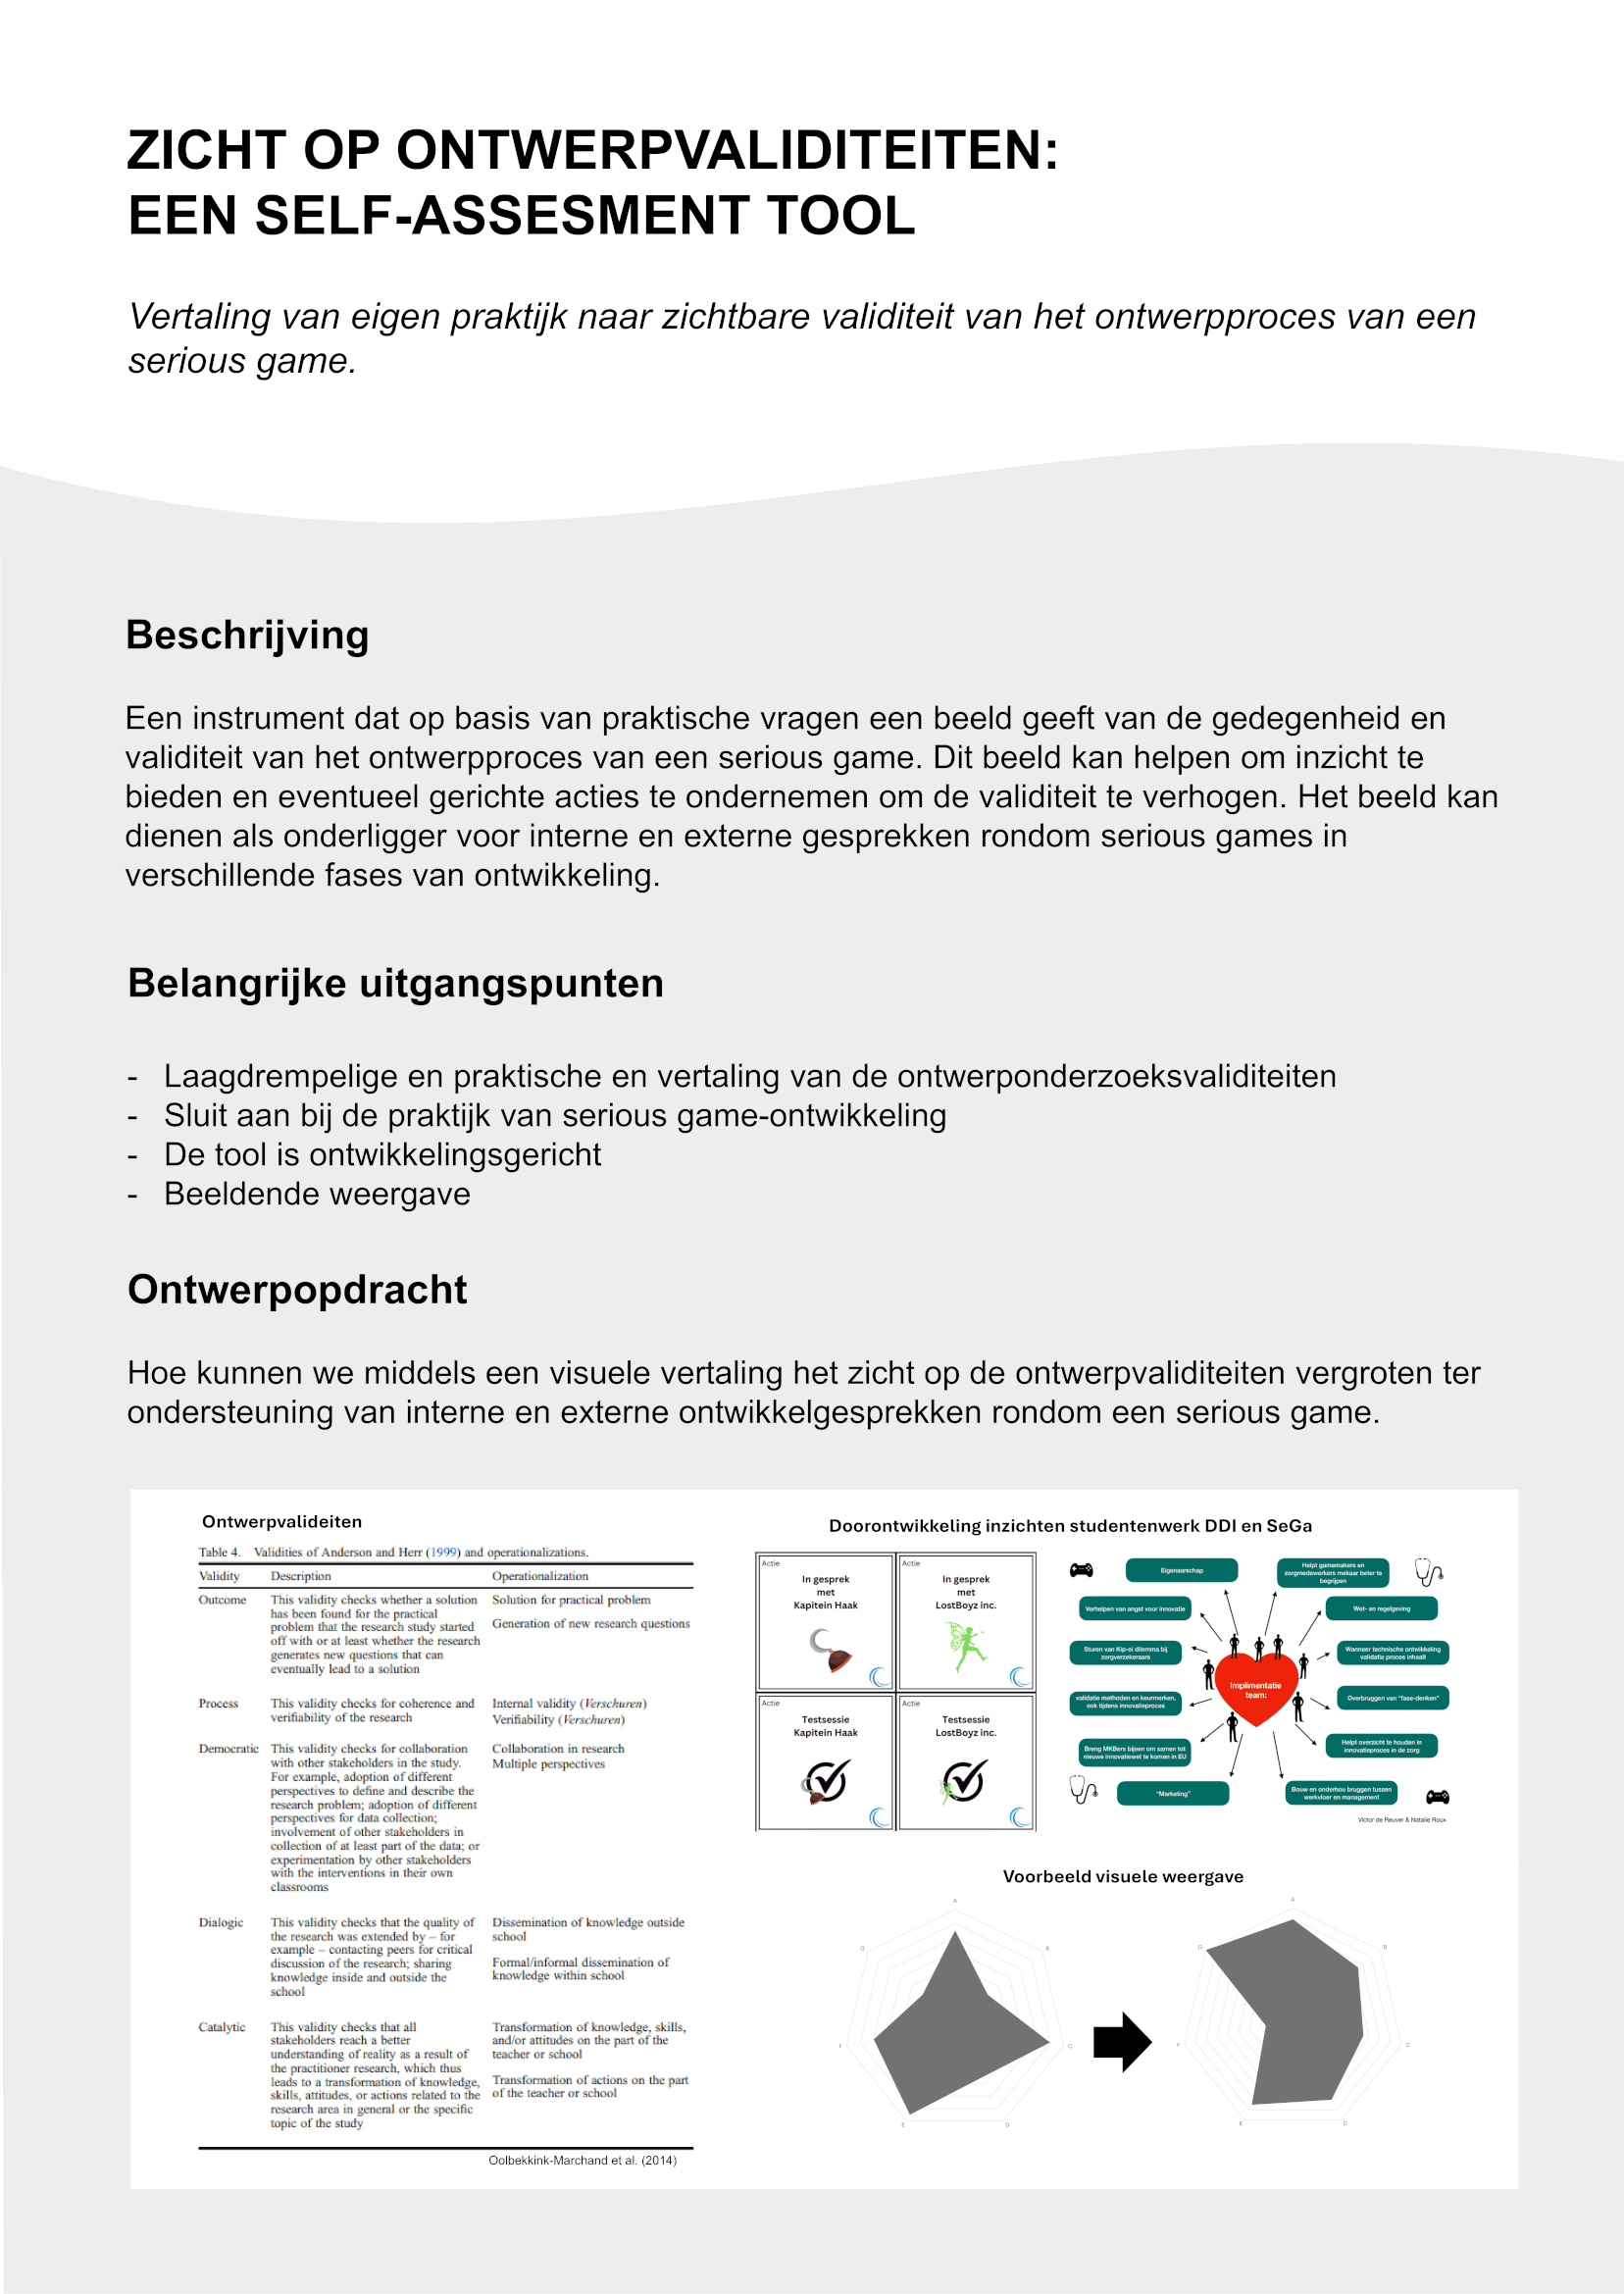 ZICHT OP ONTWERPVALIDITEITEN:
EEN SELF-ASSESMENT TOOL
Vertaling van eigen praktijk naar zichtbare validiteit van het ontwerpproces van een
serious game.
Beschrijving
Een instrument dat op basis van praktische vragen een beeld geeft van de gedegenheid en
validiteit van het ontwerpproces van een serious game. Dit beeld kan helpen om inzicht te
bieden en eventueel gerichte acties te ondernemen om de validiteit te verhogen. Het beeld kan
dienen als onderligger voor interne en externe gesprekken rondom serious games in
verschillende fases van ontwikkeling.
Belangrijke uitgangspunten
- Laagdrempelige en praktische en vertaling van de ontwerponderzoeksvaliditeiten
- Sluit aan bij de praktijk van serious game-ontwikkeling
- De tool is ontwikkelingsgericht
- Beeldende weergave
Ontwerpopdracht
Hoe kunnen we middels een visuele vertaling het zicht op de ontwerpvaliditeiten vergroten ter
ondersteuning van interne en externe ontwikkelgesprekken rondom een serious game.
Ontwerpvalideiten
Table 4. Validities of Anderson and Herr (1999) and operationalizations.
Validity Description Operationalization
Outcome This validity checks whether a solution Solution for practical problem
has been found for the practical
problem that the research study started Generation of new research questions
off with or at least whether the research
generates new questions that can
eventually lead to a solution
Process This validity checks for coherence and Internal validity (Verschuren)
verifiability of the research Verifiability (Verschuren)
Democratic This validity checks for collaboration Collaboration in research
with other stakeholders in the study. Multiple perspectives
For example, adoption of different
perspectives to define and describe the
research problem; adoption of different
perspectives for data collection;
involvement of other stakeholders in
collection of at least part of the data; or
experimentation by other stakeholders
with the interventions in their own
classrooms
Dialogic This validity checks that the quality of Dissemination of knowledge outside
the research was extended by – for school
example – contacting peers for critical
discussion of the research; sharing Formal/informal dissemination of
knowledge inside and outside the knowledge within school
school
Catalytic This validity checks that all Transformation of knowledge, skills,
stakeholders reach a better and/or attitudes on the part of the
understanding of reality as a result of teacher or school
the practitioner research, which thus
leads to a transformation of knowledge, Transformation of actions on the part
skills, attitudes, or actions related to the of the teacher or school
research area in general or the specific
topic of the study
Oolbekkink-Marchand et al. (2014)
Doorontwikkeling inzichten studentenwerk DDI en SeGa
Actie
In gesprek
met
Kapitein Haak
Actie
In gesprek
met
LostBoyz inc.
Actie
Testsessie
Kapitein Haak
Actie
Testsessie
LostBoyz inc.
Eigenaarschap
Helpt gamemakers en
zorgmedewerkers mekaar beter te
begrijpen
Verhelpen van angst voor innovatie
Wet- en regelgeving
Sturen van Kip-ei dilemma bij
zorgverzekeraars
Wanneer technische ontwikkeling
validatie proces inhaalt
Implimentatie
team:
validatie methoden en keurmerken,
ook tijdens innovatieproces
Overbruggen van "fase-denken"
Breng MKBers bijeen om samen tot
nieuwe innovatiewet te komen in EU
Helpt overzicht te houden in
innovatieproces in de zorg
"Marketing"
Bouw en onderhou bruggen tussen
werkvloer en management
Victor de Reuver & Natalie Roux
Voorbeeld visuele weergave
A
G
B
F
C
E
D
A
G
B
F
C
E
D